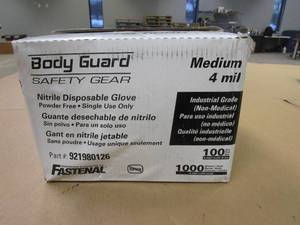 Body Guard
SAFETY GEAR
Medium
4 mil
Nitrile Disposable Glove
Powder Free • Single Use Only
Guante desechable de nitrilo
Sin polvo • Para un solo uso
Gant en nitrile jetable
Sans poudre • Usage unique seulement
Part #: 921980126
FASTENAL
Industrial Grade
(Non-Medical)
Para uso industrial
(no médico)
Qualité industrielle
(non-médical)
100
1000